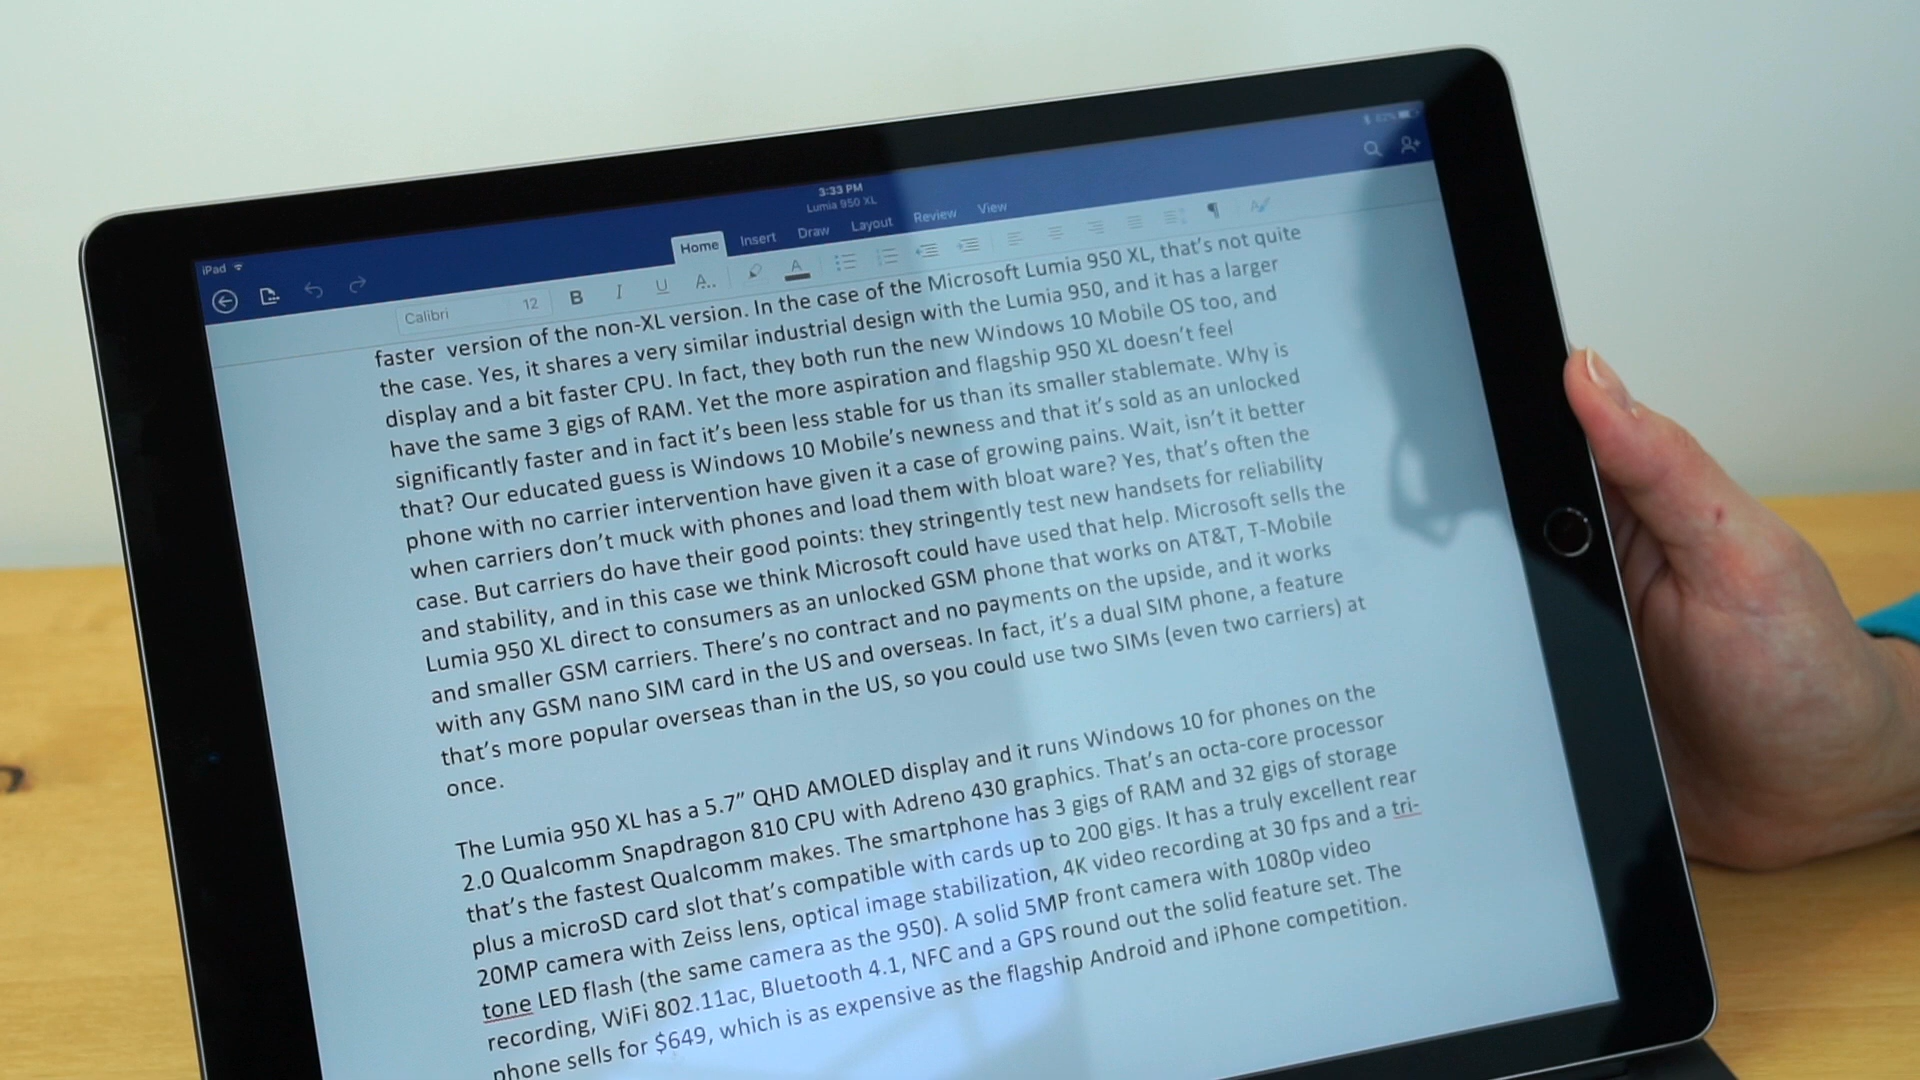 iPad
3:33 PM
Lumia 950 XL
Home Insert Draw Layout Review View
Calibri 12 B I U A.. A
faster version of the non-XL version. In the case of the Microsoft Lumia 950 XL, that's not quite
the case. Yes, it shares a very similar industrial design with the Lumia 950, and it has a larger
display and a bit faster CPU. In fact, they both run the new Windows 10 Mobile OS too, and
have the same 3 gigs of RAM. Yet the more aspiration and flagship 950 XL doesn't feel
significantly faster and in fact it's been less stable for us than its smaller stablemate. Why is
that? Our educated guess is Windows 10 Mobile's newness and that it's sold as an unlocked
phone with no carrier intervention have given it a case of growing pains. Wait, isn't it better
when carriers don't muck with phones and load them with bloat ware? Yes, that's often the
case. But carriers do have their good points: they stringently test new handsets for reliability
and stability, and in this case we think Microsoft could have used that help. Microsoft sells the
Lumia 950 XL direct to consumers as an unlocked GSM phone that works on AT&T, T-Mobile
and smaller GSM carriers. There's no contract and no payments on the upside, and it works
with any GSM nano SIM card in the US and overseas. In fact, it's a dual SIM phone, a feature
that's more popular overseas than in the US, so you could use two SIMs (even two carriers) at
once.
The Lumia 950 XL has a 5.7” QHD AMOLED display and it runs Windows 10 for phones on the
2.0 Qualcomm Snapdragon 810 CPU with Adreno 430 graphics. That's an octa-core processor
that's the fastest Qualcomm makes. The smartphone has 3 gigs of RAM and 32 gigs of storage
plus a microSD card slot that's compatible with cards up to 200 gigs. It has a truly excellent rear
20MP camera with Zeiss lens, optical image stabilization, 4K video recording at 30 fps and a tri-
tone LED flash (the same camera as the 950). A solid 5MP front camera with 1080p video
recording, WiFi 802.11ac, Bluetooth 4.1, NFC and a GPS round out the solid feature set. The
phone sells for $649, which is as expensive as the flagship Android and iPhone competition.